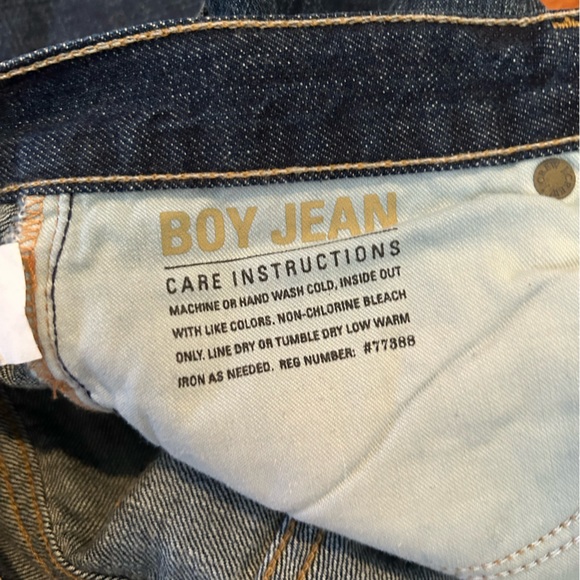 BOY JEAN
CARE INSTRUCTIONS
MACHINE OR HAND WASH COLD, INSIDE OUT
WITH LIKE COLORS. NON-CHLORINE BLEACH
ONLY. LINE DRY OR TUMBLE DRY LOW WARM
IRON AS NEEDED. REG NUMBER: #77388